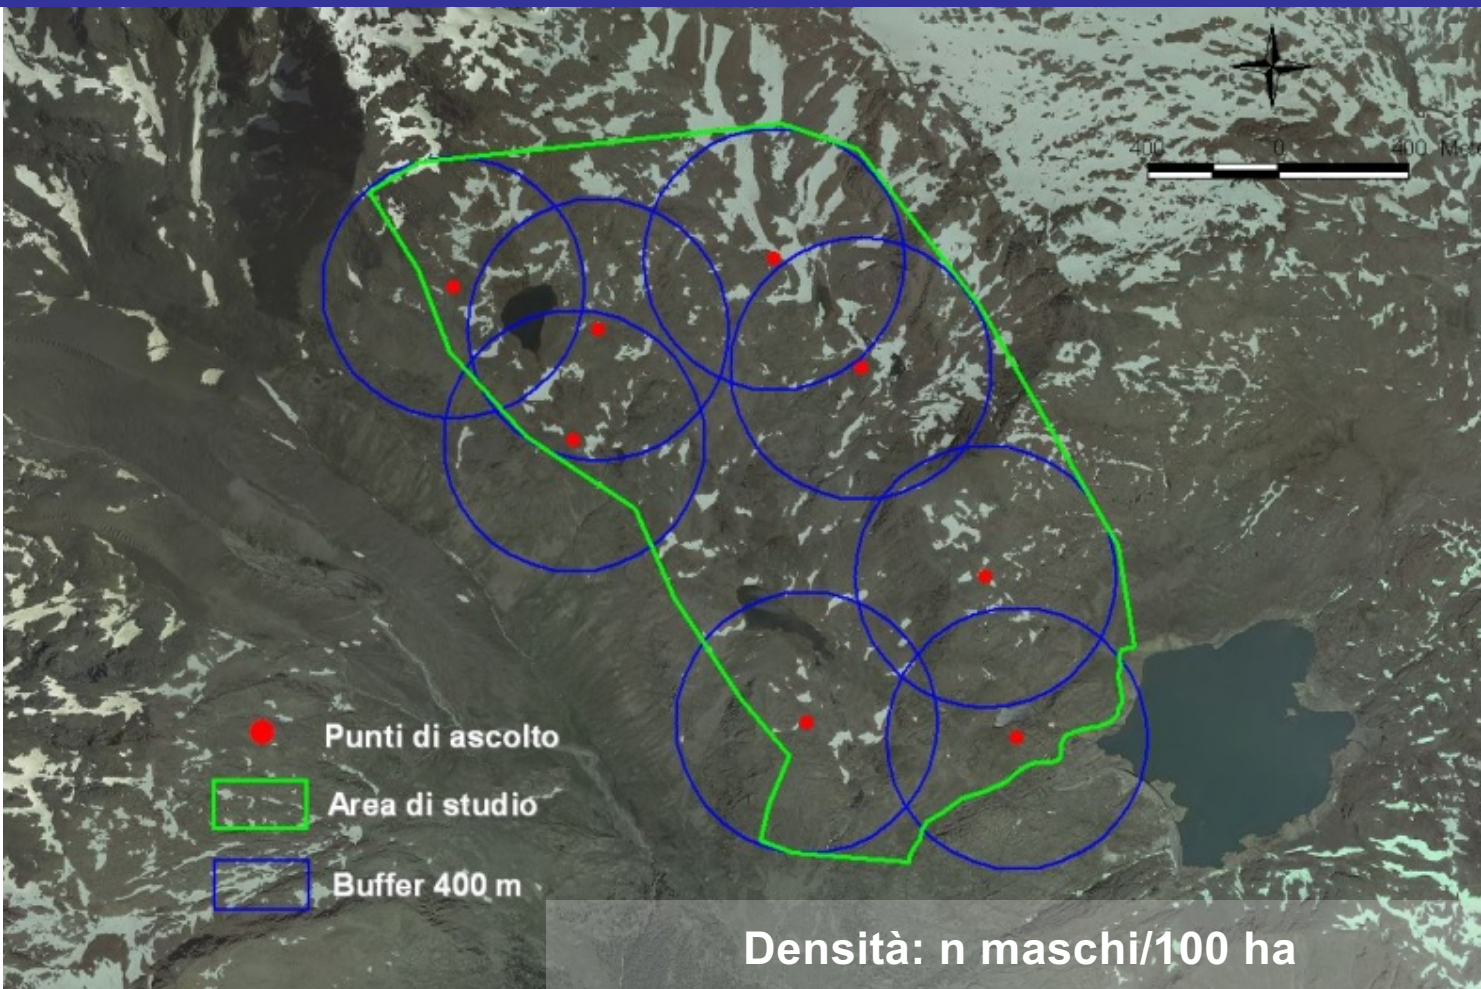 400 0 400
Punti di ascolto
Area di studio
Buffer 400 m
Densità: n maschi/100 ha